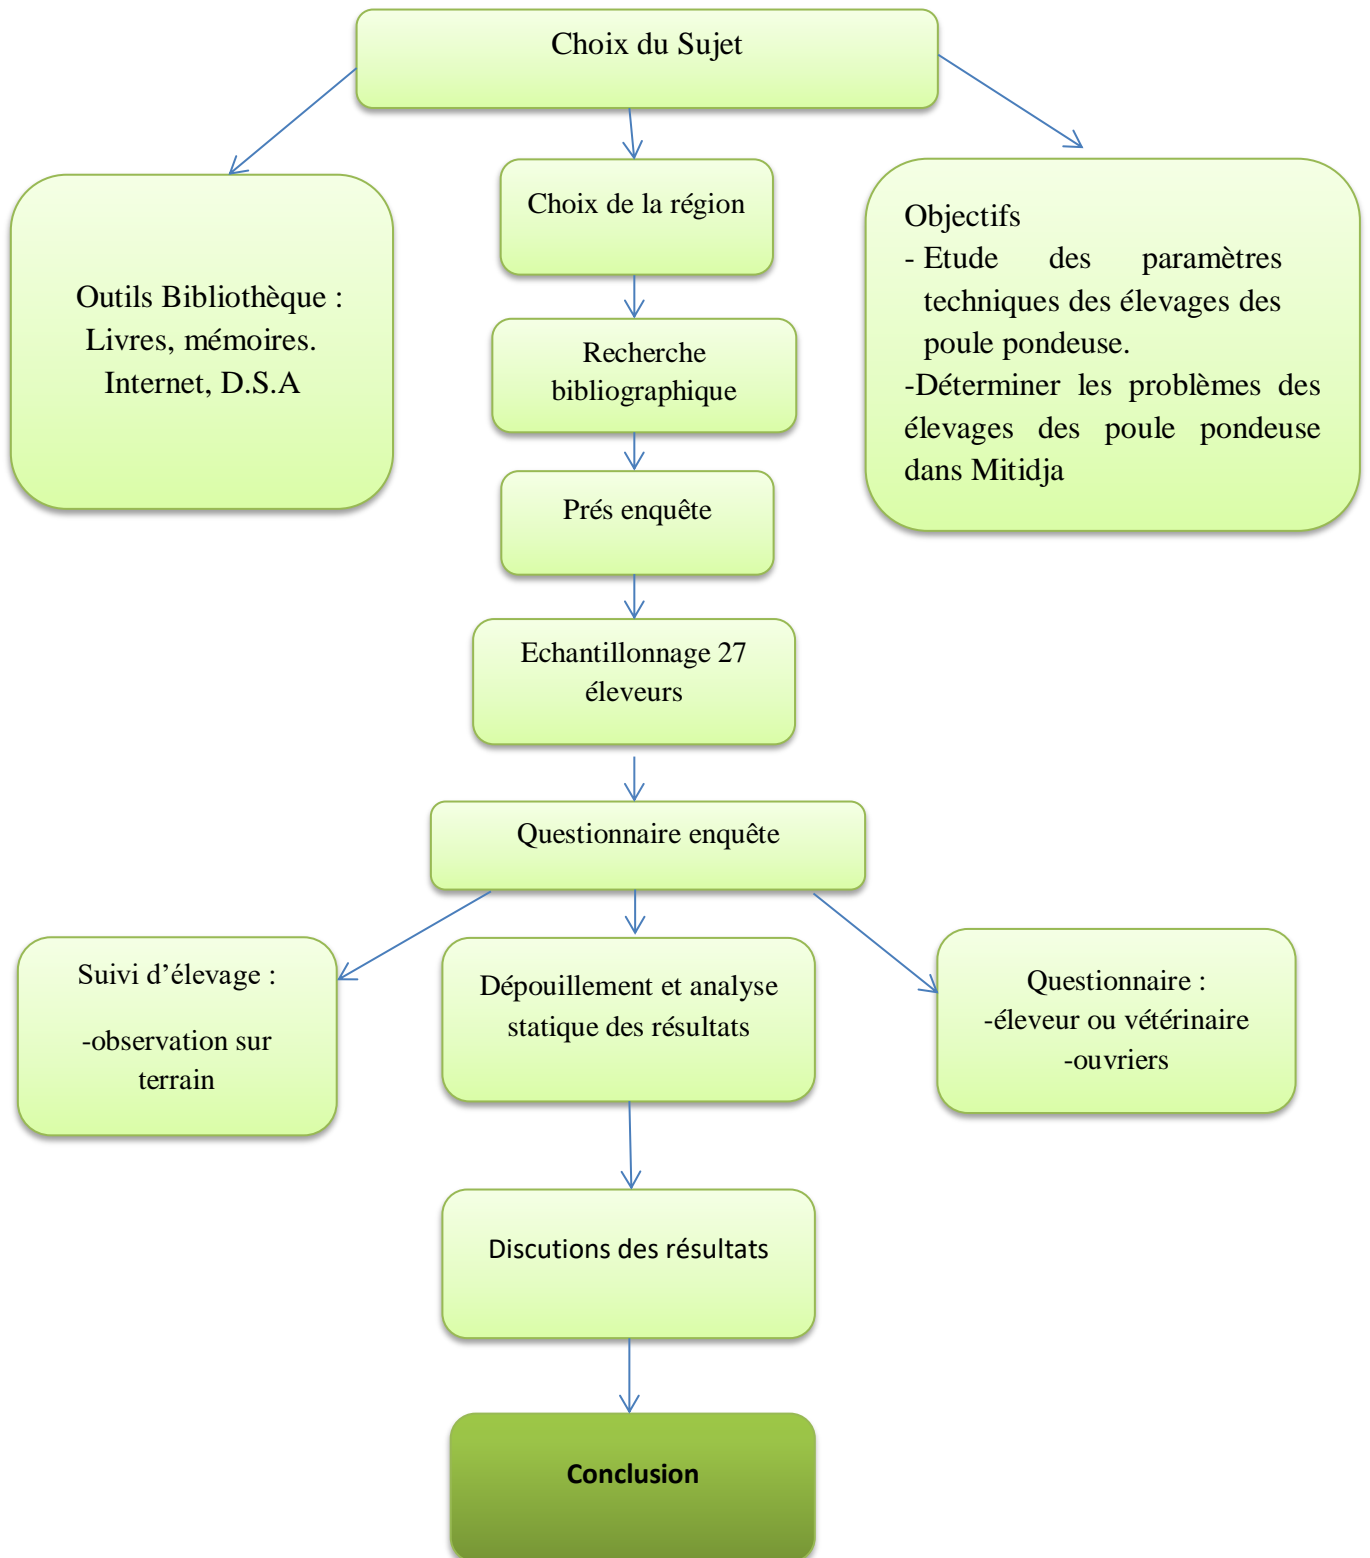 Choix du Sujet
Outils Bibliothèque :
Livres, mémoires.
Internet, D.S.A
Choix de la région
Objectifs
- Etude des paramètres
techniques des élevages des
poule pondeuse.
-Déterminer les problèmes des
élevages des poule pondeuse
dans Mitidja
Recherche
bibliographique
Prés enquête
Echantillonnage 27
éleveurs
Questionnaire enquête
Suivi d’élevage :
-observation sur
terrain
Dépouillement et analyse
statique des résultats
Questionnaire :
-éleveur ou vétérinaire
-ouvriers
Discutions des résultats
Conclusion